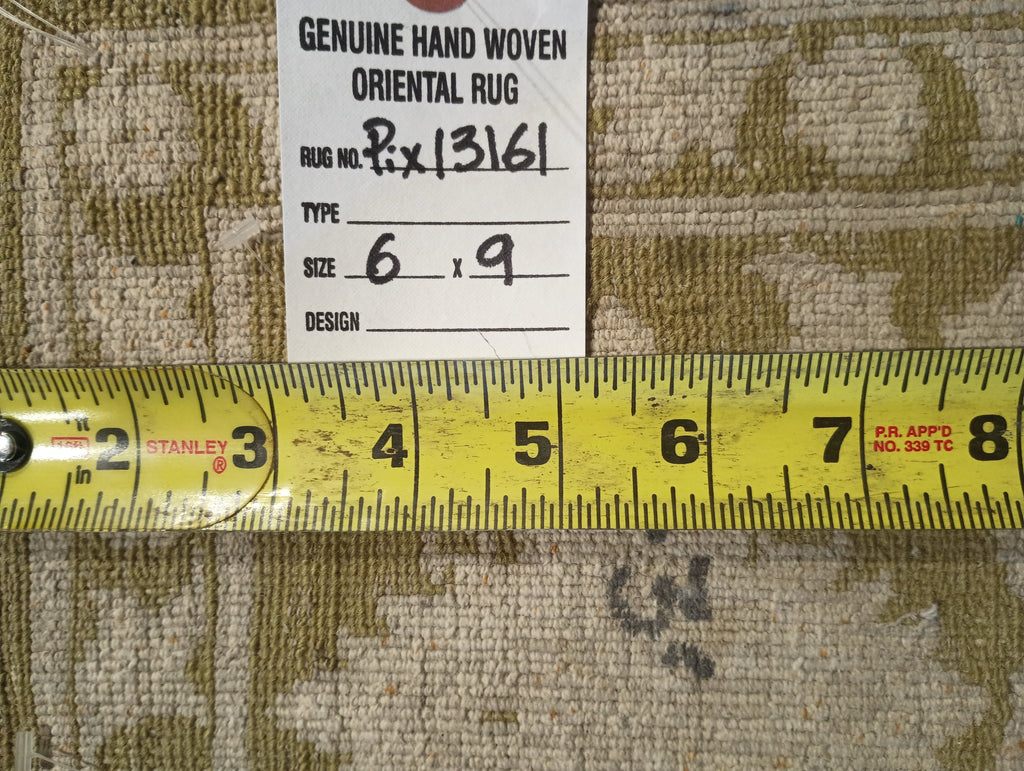 GENUINE HAND WOVEN
ORIENTAL RUG
RUG NO. Pix13161
TYPE
SIZE 6 x 9
DESIGN
ft 2 STANLEY® 3 4 5 6 7 P.R. APP'D 8
in NO. 339 TC